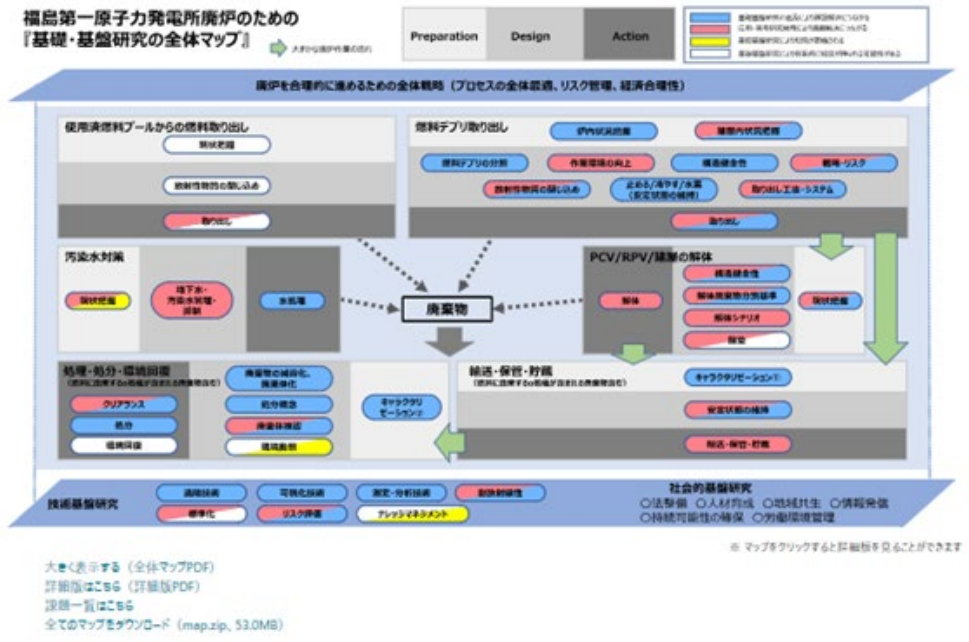 福島第一原子力発電所廃炉のための
『基礎・基盤研究の全体マップ』
大まかな廃炉作業の流れ
Preparation
Design
Action
廃炉を合理的に進めるための全体戦略（プロセスの全体最適、リスク管理、経済合理性）
使用済燃料プールからの燃料取り出し
現状把握
放射性物質の閉じ込め
取り出し
燃料デブリ取り出し
炉内状況把握
建屋内状況把握
燃料デブリの分別
作業環境の向上
構造健全性
戦略・リスク
放射性物質の閉じ込め
止める/冷やす/水素
(安定状態の維持)
取り出し工法・システム
取り出し
汚染水対策
現状把握
地下水・
汚染水処理・
水処理
廃棄物
PCV/RPV/建屋の解体
解体
構造健全性
解体廃棄物分別基準
解体シナリオ
除染
現状把握
処理・処分・環境回復
クリアランス
処分
環境回復
廃棄物の減容化、
廃棄体化
処分概念
廃棄体確認
環境動態
キャラクタリ
ゼーション②
輸送・保管・貯蔵
キャラクタリゼーション①
安定状態の維持
輸送・保管・貯蔵
技術基盤研究
遠隔技術
可視化技術
測定・分析技術
耐放射線性
標準化
リスク評価
ナレッジマネジメント
社会的基盤研究
○法整備 ○人材育成 ○地域共生 ○情報発信
○持続可能性の確保 ○労働環境管理
※ マップをクリックすると詳細版を見ることができます
大きく表示する（全体マップPDF）
詳細版はこちら（詳細版PDF）
課題一覧はこちら
全てのマップをダウンロード（map.zip、53.0MB）